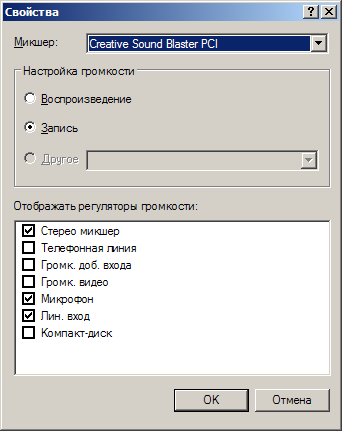 Свойства
Микшер:
Creative Sound Blaster PCI
Настройка громкости
Воспроизведение
Запись
Другое
Отображать регуляторы громкости:
Стерео микшер
Телефонная линия
Громк. доб. входа
Громк. видео
Микрофон
Лин. вход
Компакт-диск
OK
Отмена